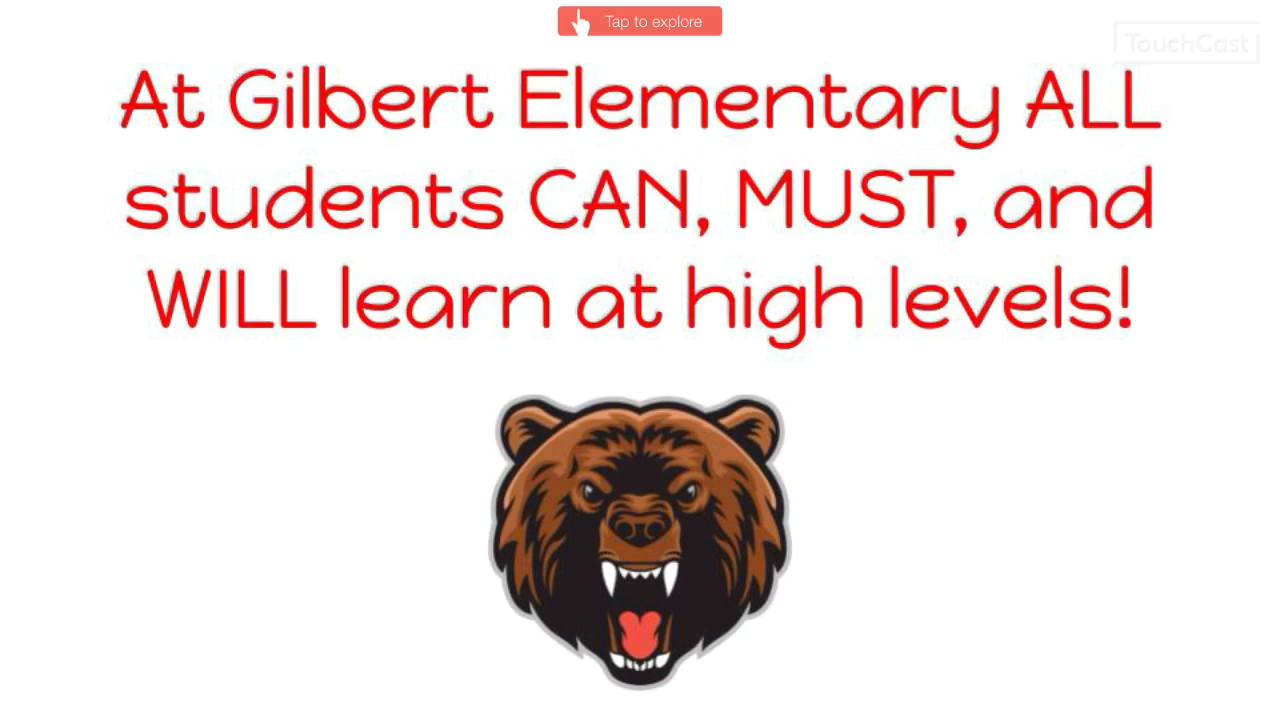 Tap to explore
TouchCast
At Gilbert Elementary ALL
students CAN, MUST, and
WILL learn at high levels!